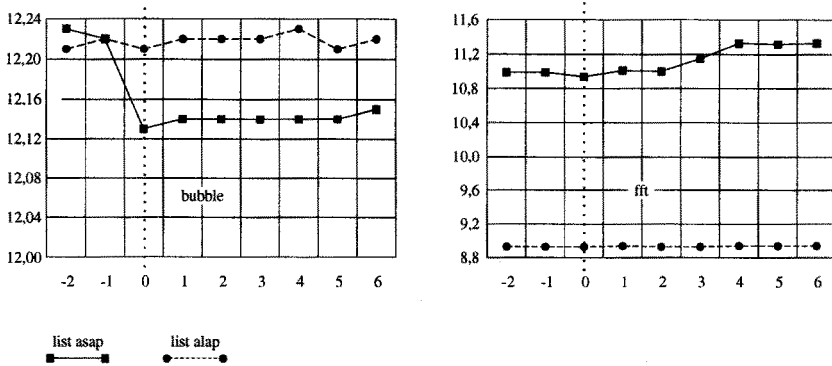 12,24
12,20
12,16
12,12
12,08
12,04
12,00
bubble
-2 -1 0 1 2 3 4 5 6
11,6
11,2
10,8
10,4
10,0
9,6
9,2
8,8
fft
-2 -1 0 1 2 3 4 5 6
list asap
list alap